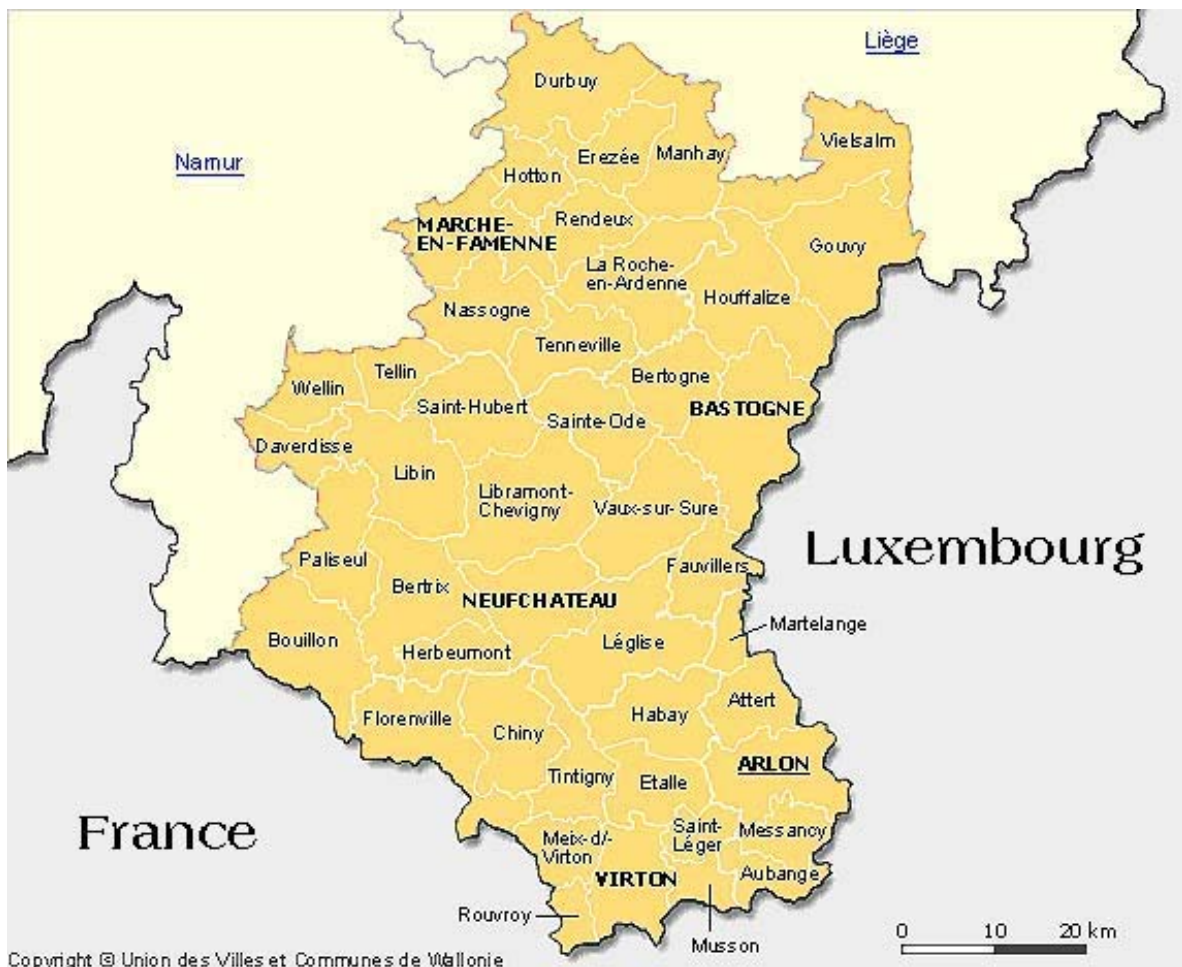 Liège
Durbuy
Vielsalm
Namur
Erezée
Manhay
Hotton
Rendeux
MARCHE-
EN-FAMENNE
Gouvy
La Roche-
en-Ardenne
Houffalize
Nassogne
Tenneville
Tellin
Bertogne
Wellin
Saint-Hubert
BASTOGNE
Sainte-Ode
Daverdisse
Libin
Libramont-
Chevigny
Vaux-sur-Sure
Luxembourg
Paliseul
Fauvillers
Bertrix
NEUFCHATEAU
Martelange
Bouillon
Léglise
Herbeumont
Attert
Florenville
Habay
Chiny
ARLON
Tintigny
Etalle
France
Saint-
Léger
Messancy
Meix-d/-
Virton
Aubange
VIRTON
Rouvroy
Musson
0 10 20 km
Copyright © Union des Villes et Communes de Wallonie